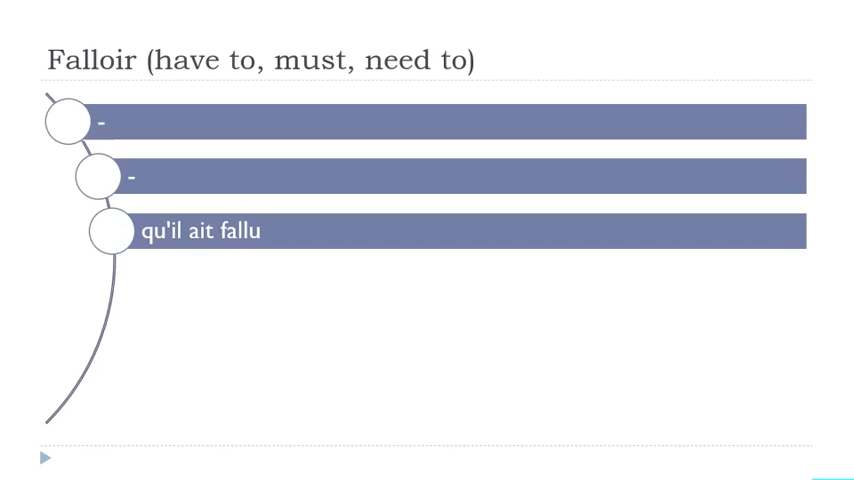 Falloir (have to, must, need to)
-
-
qu'il ait fallu